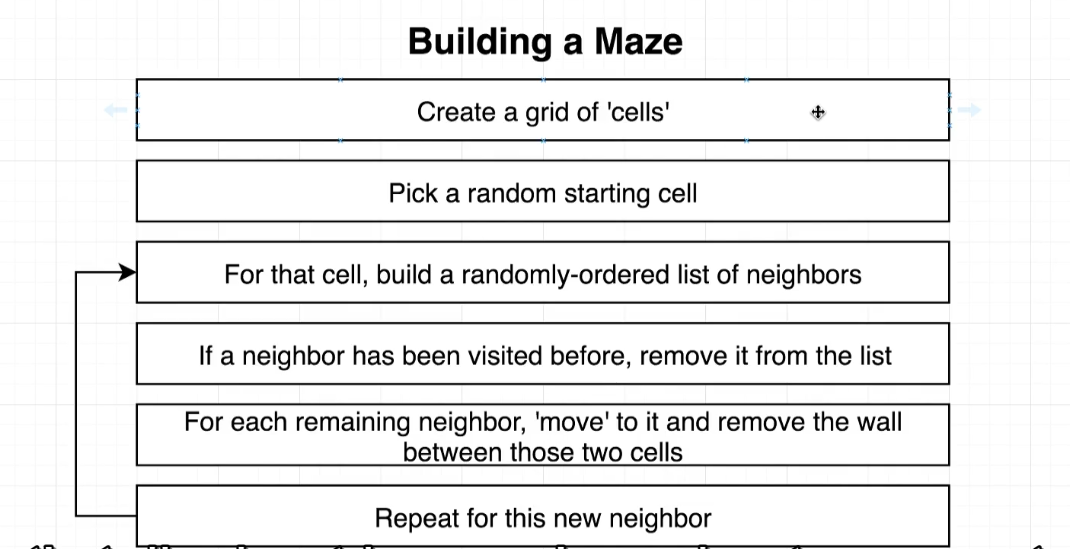 Building a Maze
Create a grid of 'cells'
Pick a random starting cell
For that cell, build a randomly-ordered list of neighbors
If a neighbor has been visited before, remove it from the list
For each remaining neighbor, 'move' to it and remove the wall
between those two cells
Repeat for this new neighbor